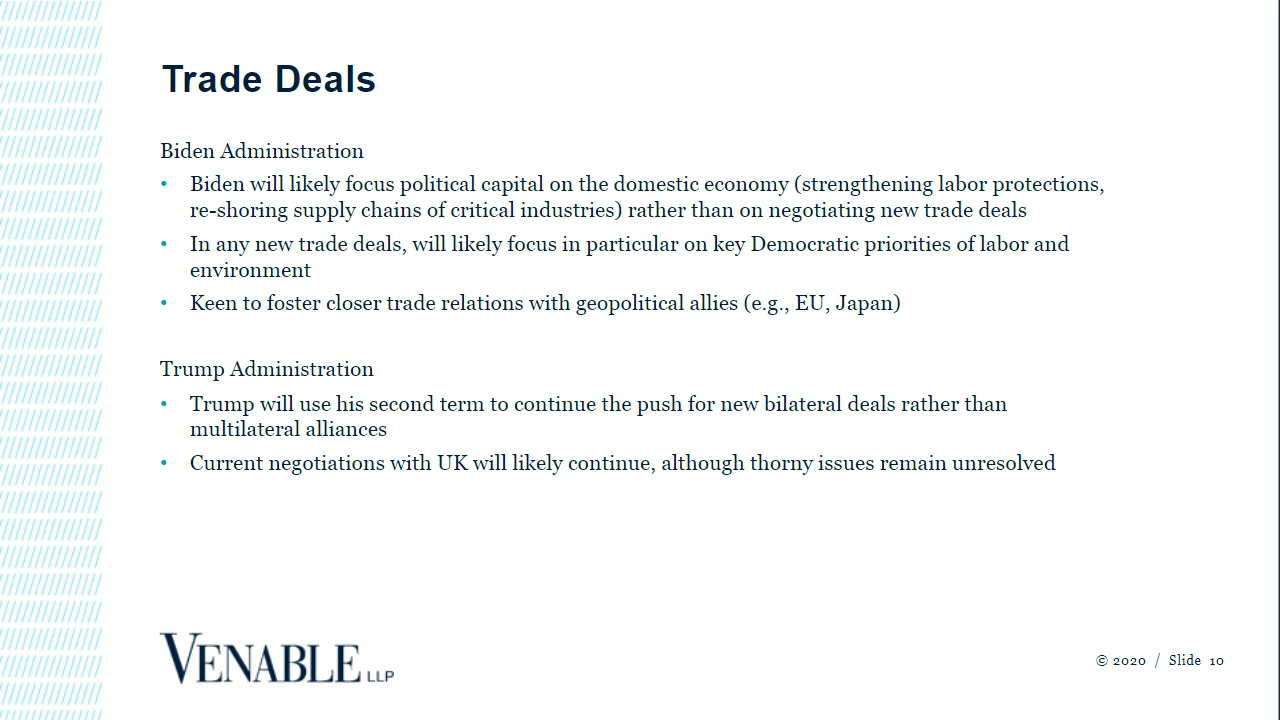 Trade Deals
Biden Administration
• Biden will likely focus political capital on the domestic economy (strengthening labor protections,
re-shoring supply chains of critical industries) rather than on negotiating new trade deals
• In any new trade deals, will likely focus in particular on key Democratic priorities of labor and
environment
• Keen to foster closer trade relations with geopolitical allies (e.g., EU, Japan)
Trump Administration
• Trump will use his second term to continue the push for new bilateral deals rather than
multilateral alliances
• Current negotiations with UK will likely continue, although thorny issues remain unresolved
VENABLE LLP
© 2020 / Slide 10